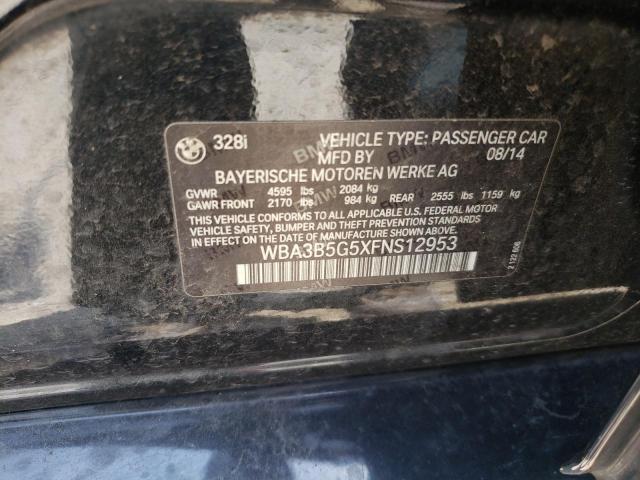 328i VEHICLE TYPE: PASSENGER CAR
MFD BY 08/14
BAYERISCHE MOTOREN WERKE AG
GVWR 4595 lbs 2084 kg
GAWR FRONT 2170 lbs 984 kg REAR 2555 lbs 1159 kg
THIS VEHICLE CONFORMS TO ALL APPLICABLE U.S. FEDERAL MOTOR
VEHICLE SAFETY, BUMPER AND THEFT PREVENTION STANDARDS
IN EFFECT ON THE DATE OF MANUFACTURE SHOWN ABOVE.
WBA3B5G5XFNS12953